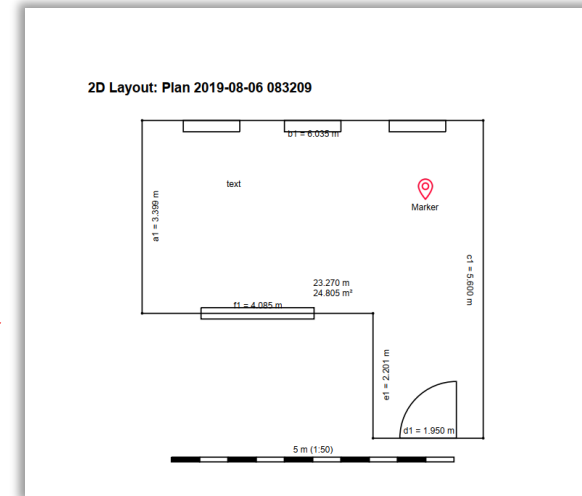 2D Layout: Plan 2019-08-06 083209
b1 = 6.035 m
text
Marker
a1 = 3.399 m
c1 = 5.600 m
23.270 m
24.805 m²
f1 = 4.085 m
e1 = 2.201 m
d1 = 1.950 m
5 m (1:50)